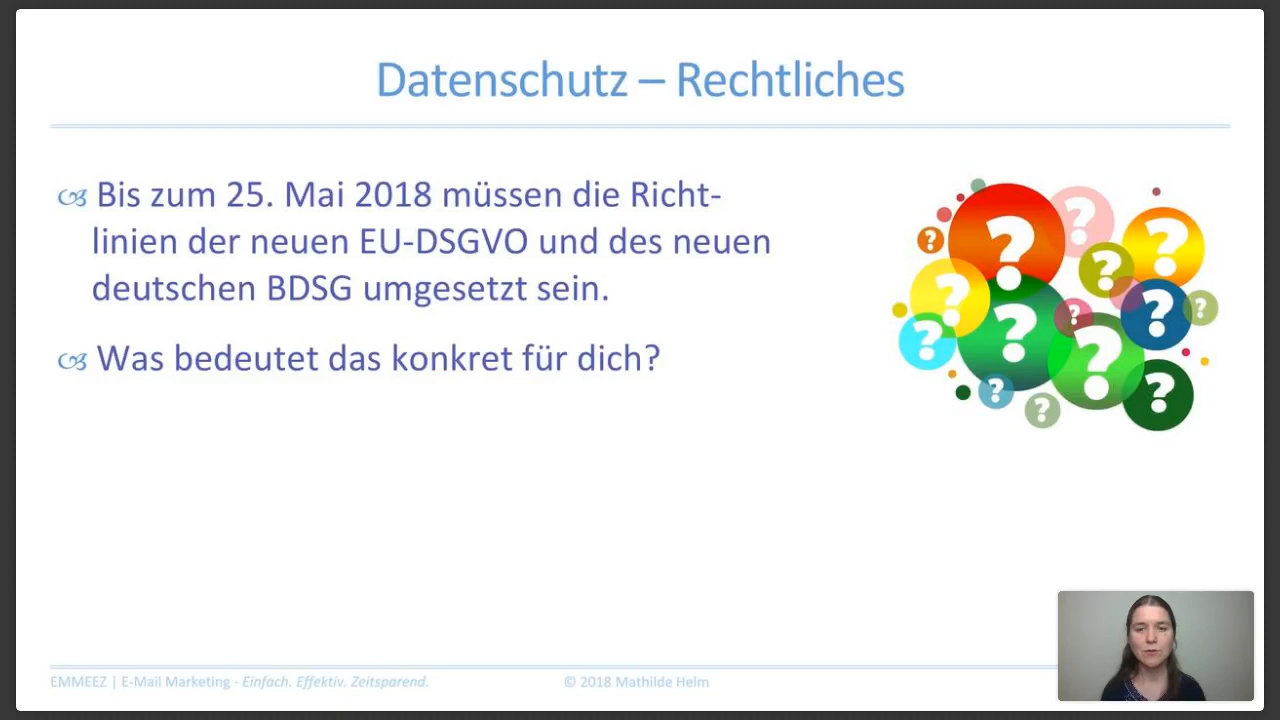 Datenschutz – Rechtliches
Bis zum 25. Mai 2018 müssen die Richt-
linien der neuen EU-DSGVO und des neuen
deutschen BDSG umgesetzt sein.
Was bedeutet das konkret für dich?
? ? ? ? ? ? ? ? ? ? ? ? ? ? ?
EMMEEZ | E-Mail Marketing - Einfach. Effektiv. Zeitsparend.
© 2018 Mathilde Helm